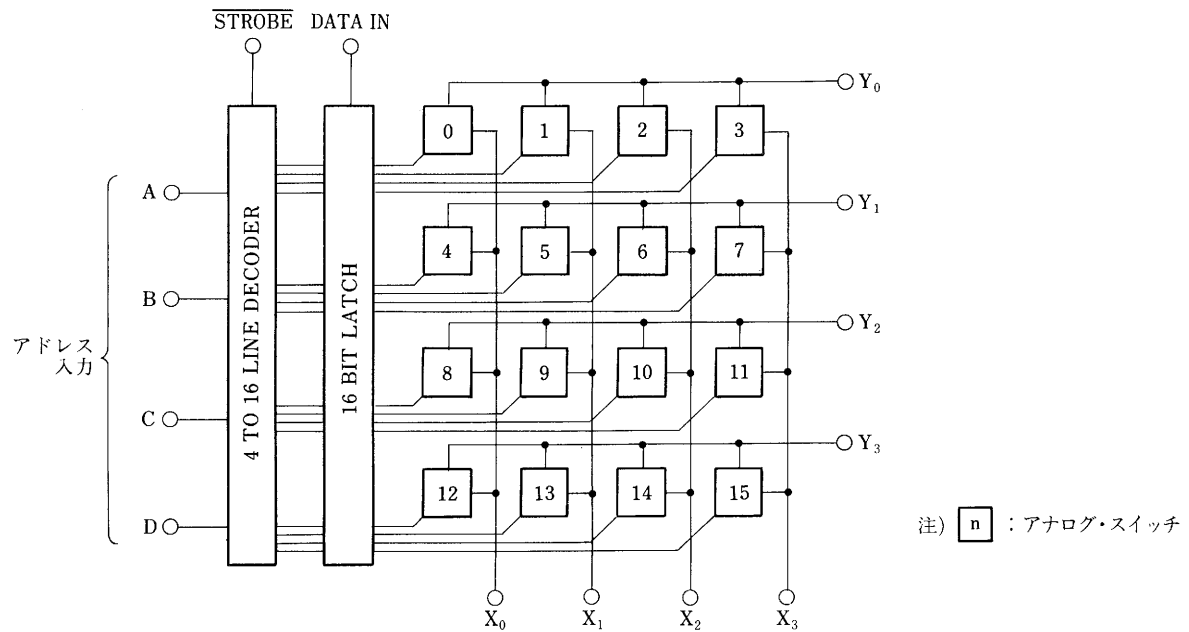 STROBE DATA IN
Y₀
0 1 2 3
A
Y₁
4 5 6 7
B
4 TO 16 LINE DECODER
16 BIT LATCH
アドレス
入力
Y₂
8 9 10 11
C
Y₃
12 13 14 15
D
注) n : アナログ・スイッチ
X₀ X₁ X₂ X₃